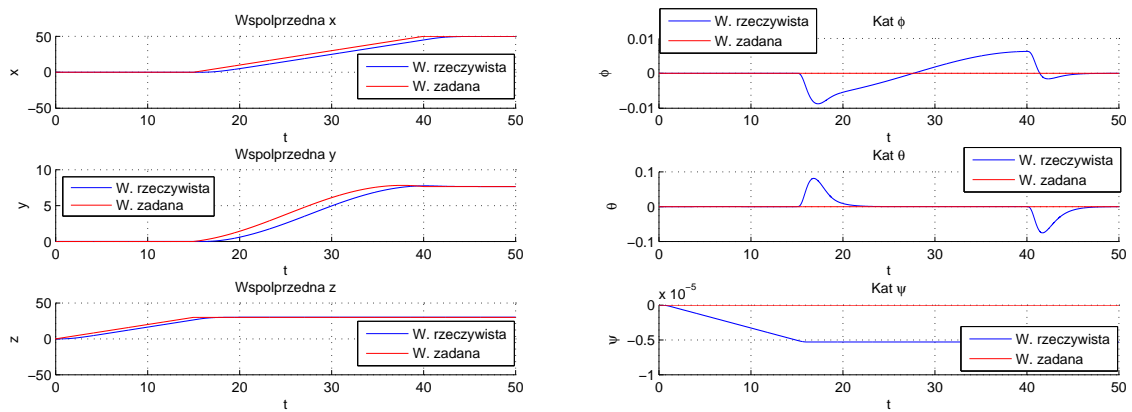 Wspolprzedna x
50
0
−50
x
0 10 20 30 40 50
t
W. rzeczywista
W. zadana
Wspolprzedna y
10
5
0
y
0 10 20 30 40 50
t
W. rzeczywista
W. zadana
Wspolprzedna z
50
0
−50
z
0 10 20 30 40 50
t
W. rzeczywista
W. zadana
Kat ϕ
0.01
0
−0.01
ϕ
0 10 20 30 40 50
t
W. rzeczywista
W. zadana
Kat θ
0.1
0
−0.1
θ
0 10 20 30 40 50
t
W. rzeczywista
W. zadana
x 10⁻⁵
Kat ψ
0
−0.5
−1
ψ
0 10 20 30 40 50
t
W. rzeczywista
W. zadana